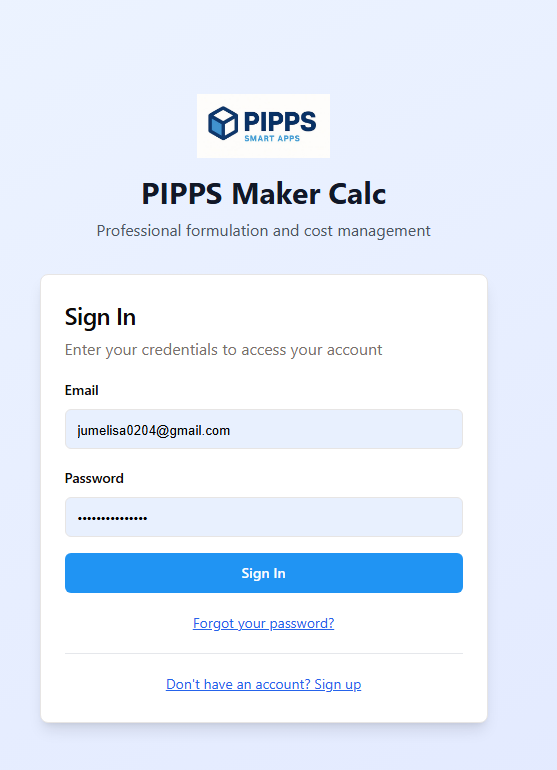 PIPPS
SMART APPS
PIPPS Maker Calc
Professional formulation and cost management
Sign In
Enter your credentials to access your account
Email
jumelisa0204@gmail.com
Password
•••••••••••••••
Sign In
Forgot your password?
Don't have an account? Sign up